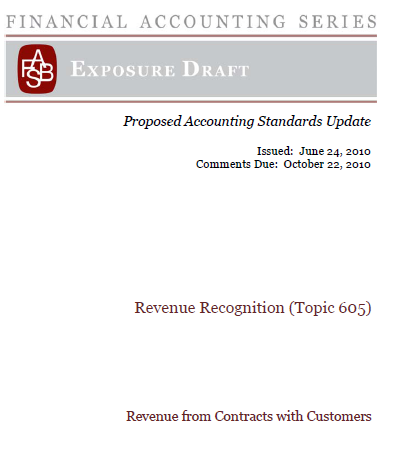 FINANCIAL ACCOUNTING SERIES
FASB
EXPOSURE DRAFT
Proposed Accounting Standards Update
Issued: June 24, 2010
Comments Due: October 22, 2010
Revenue Recognition (Topic 605)
Revenue from Contracts with Customers